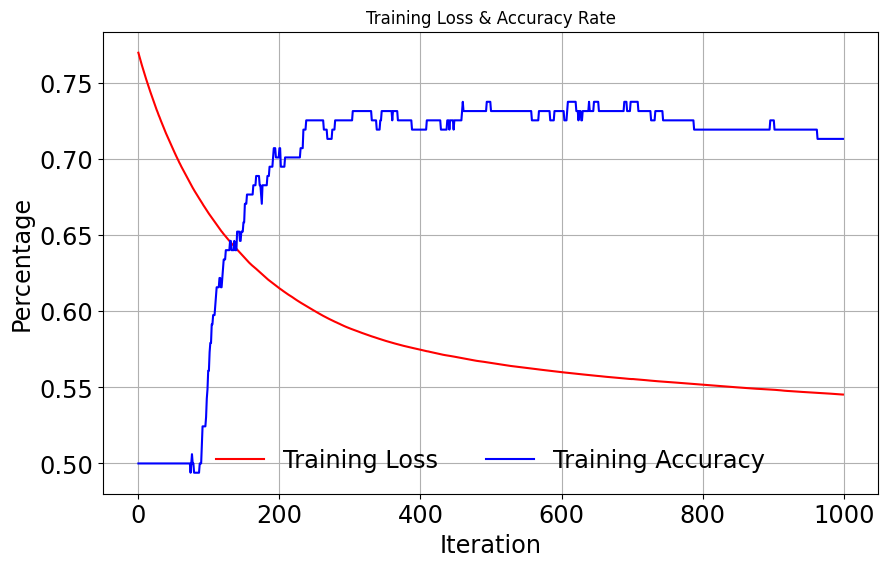 Training Loss & Accuracy Rate
Percentage
0.75
0.70
0.65
0.60
0.55
0.50
Training Loss
Training Accuracy
0
200
400
600
800
1000
Iteration